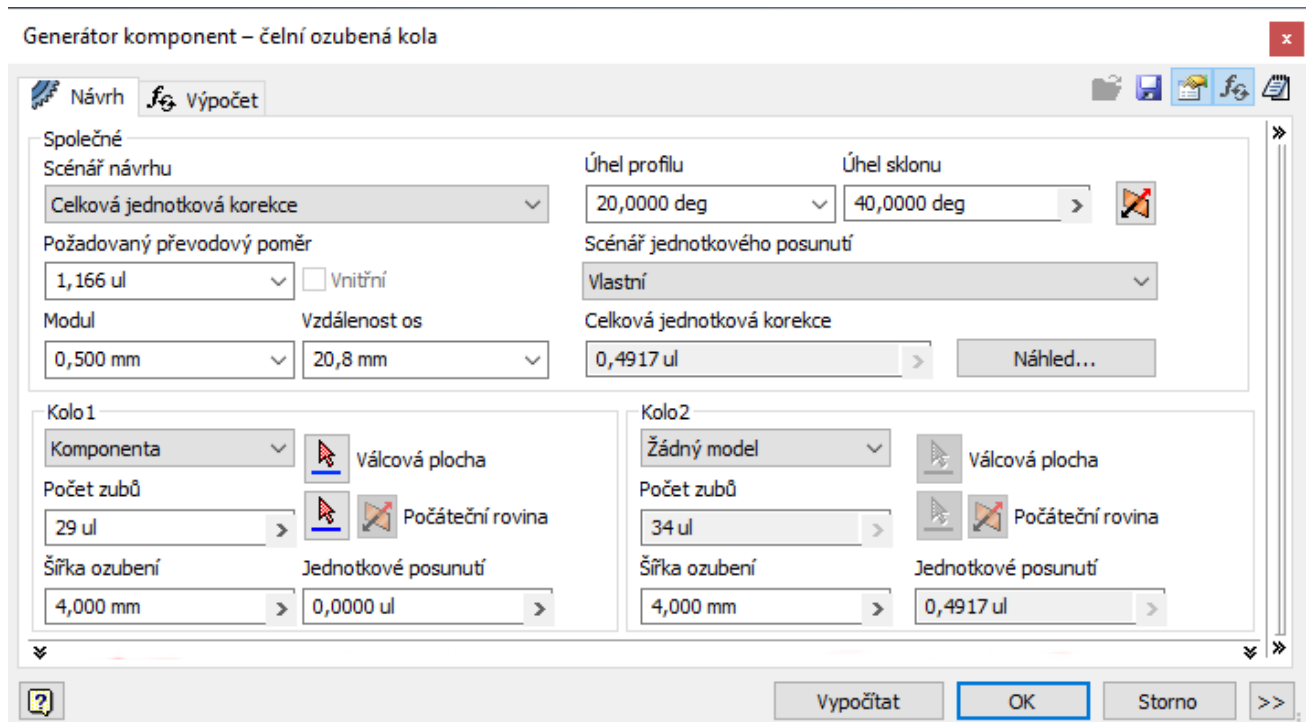 Generátor komponent – čelní ozubená kola
x
Návrh
Výpočet
Společné
Scénář návrhu
Úhel profilu
Úhel sklonu
Celková jednotková korekce
20,0000 deg
40,0000 deg
Požadovaný převodový poměr
Scénář jednotkového posunutí
1,166 ul
Vnitřní
Vlastní
Modul
Vzdálenost os
Celková jednotková korekce
0,500 mm
20,8 mm
0,4917 ul
Náhled...
Kolo1
Komponenta
Válcová plocha
Počet zubů
29 ul
Počáteční rovina
Šířka ozubení
Jednotkové posunutí
4,000 mm
0,0000 ul
Kolo2
Žádný model
Válcová plocha
Počet zubů
34 ul
Počáteční rovina
Šířka ozubení
Jednotkové posunutí
4,000 mm
0,4917 ul
Vypočítat
OK
Storno
>>